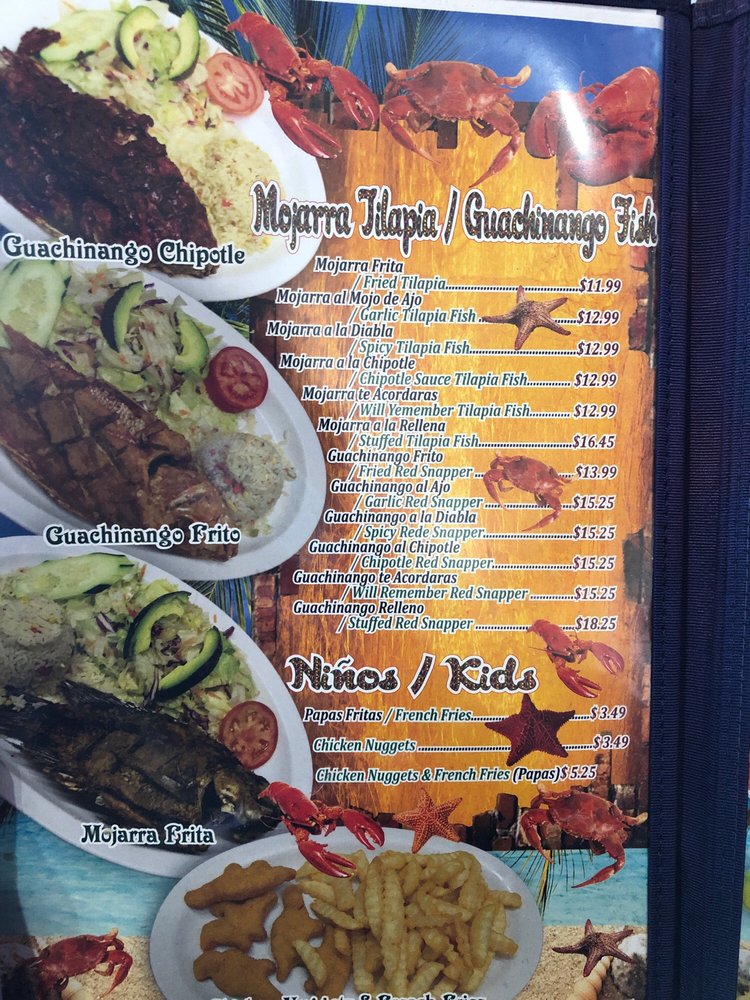 Guachinango Chipotle
Guachinango Frito
Mojarra Frita
Mojarra Tilapia / Guachinango Fish
Mojarra Frita
/ Fried Tilapia..............................$11.99
Mojarra al Mojo de Ajo
/ Garlic Tilapia Fish ......................$12.99
Mojarra a la Diabla
/ Spicy Tilapia Fish.........................$12.99
Mojarra a la Chipotle
/ Chipotle Sauce Tilapia Fish............ $12.99
Mojarra te Acordaras
/ Will Yemember Tilapia Fish........... $12.99
Mojarra a la Rellena
/ Stuffed Tilapia Fish......................$16.45
Guachinango Frito
/ Fried Red Snapper ....................... $13.99
Guachinango al Ajo
/ Garlic Red Snapper .....................$15.25
Guachinango a la Diabla
/ Spicy Rede Snapper.....................$15.25
Guachinango al Chipotle
/ Chipotle Red Snapper...................$15.25
Guachinango te Acordaras
/ Will Remember Red Snapper ..........$15.25
Guachinango Relleno
/ Stuffed Red Snapper .......................$18.25
Niños / Kids
Papas Fritas / French Fries.............................$ 3.49
Chicken Nuggets ..........................................$ 3.49
Chicken Nuggets & French Fries (Papas)$ 5.25
& French Fries